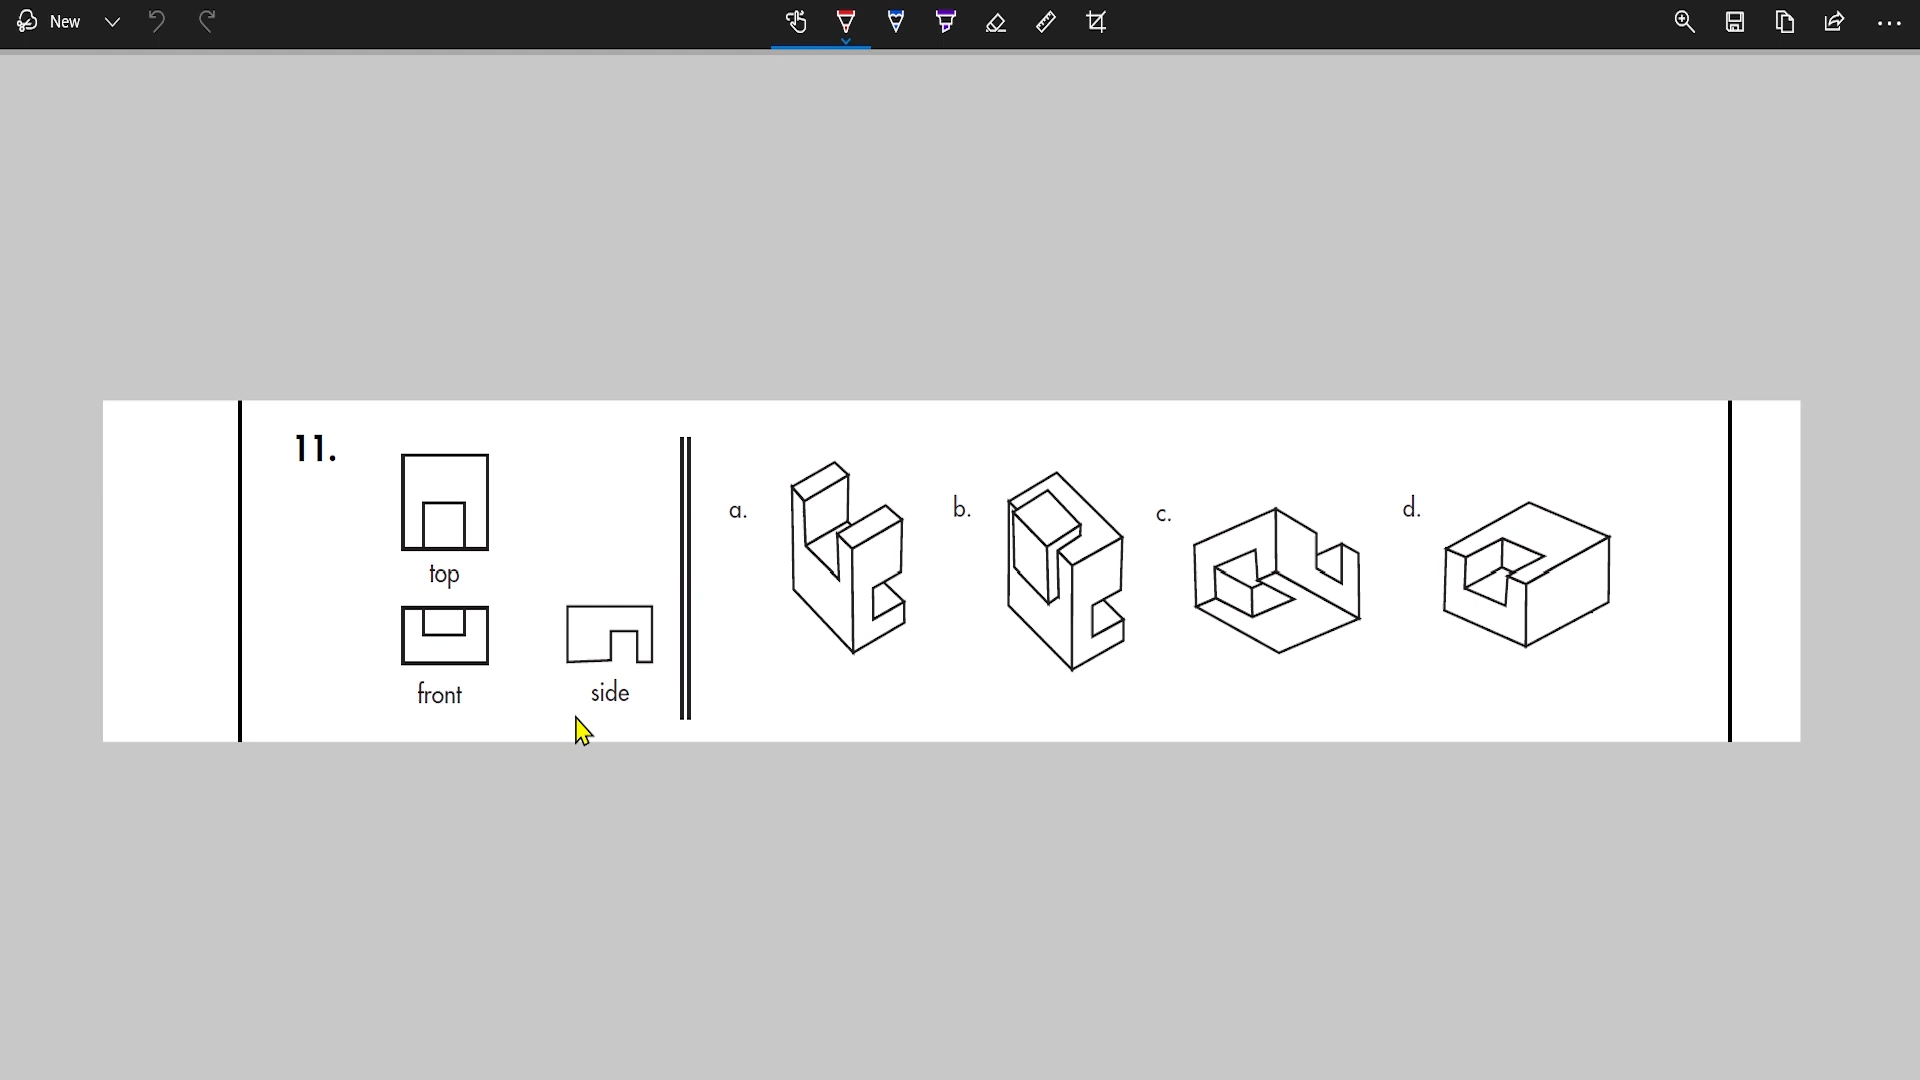 New
11.
top
front
side
a.
b.
c.
d.